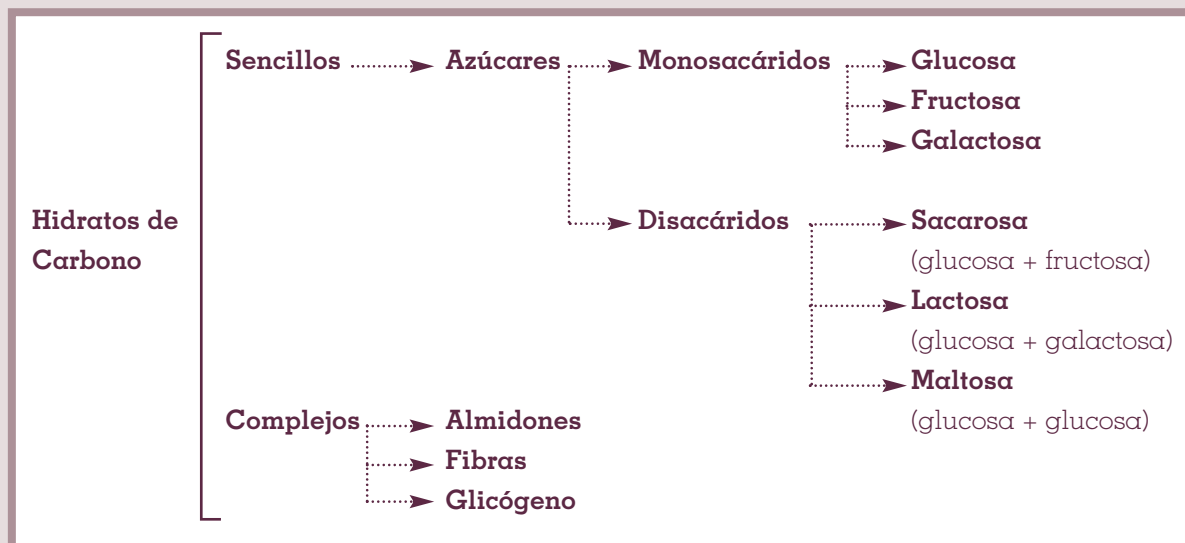 Hidratos de
Carbono
Sencillos
Azúcares
Monosacáridos
Glucosa
Fructosa
Galactosa
Disacáridos
Sacarosa
(glucosa + fructosa)
Lactosa
(glucosa + galactosa)
Maltosa
(glucosa + glucosa)
Complejos
Almidones
Fibras
Glicógeno